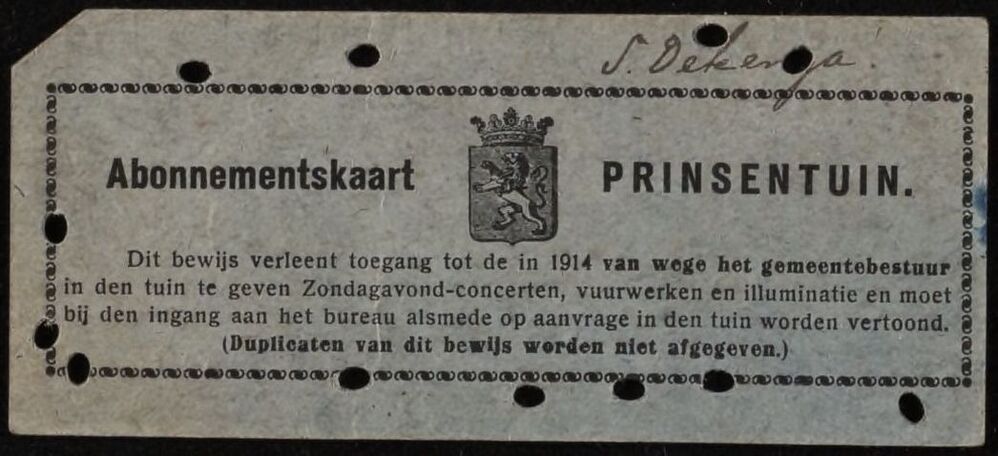 S. Dekenga
Abonnementskaart PRINSENTUIN.
Dit bewijs verleent toegang tot de in 1914 van wege het gemeentebestuur
in den tuin te geven Zondagavond-concerten, vuurwerken en illuminatie en moet
bij den ingang aan het bureau alsmede op aanvrage in den tuin worden vertoond.
(Duplicaten van dit bewijs worden niet afgegeven.)